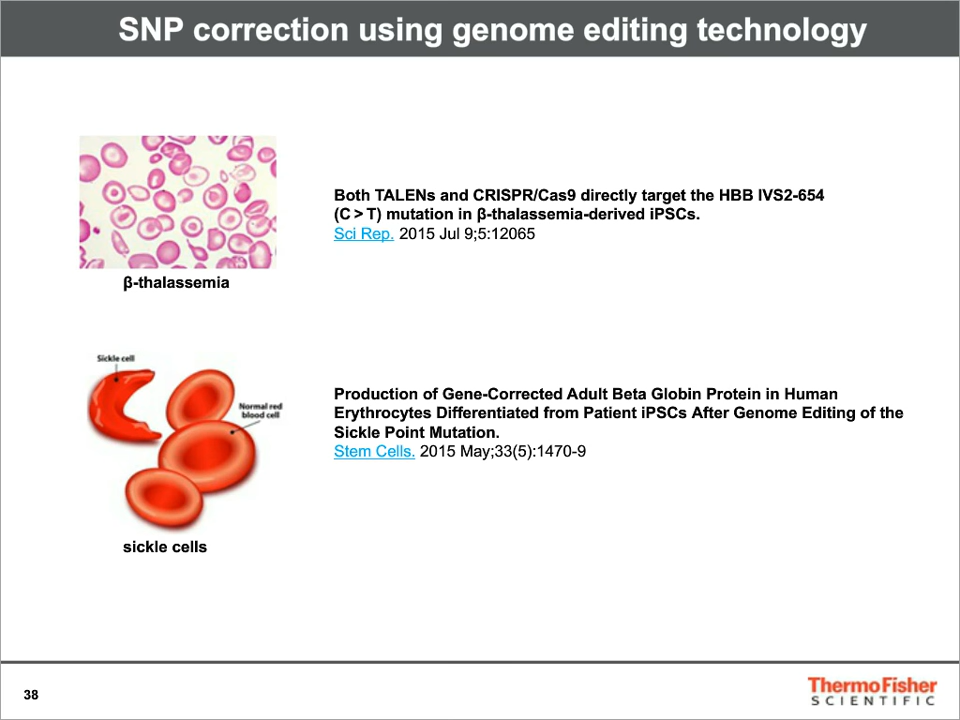 SNP correction using genome editing technology
Both TALENs and CRISPR/Cas9 directly target the HBB IVS2-654
(C > T) mutation in β-thalassemia-derived iPSCs.
Sci Rep. 2015 Jul 9;5:12065
β-thalassemia
Sickle cell
Normal red
blood cell
Production of Gene-Corrected Adult Beta Globin Protein in Human
Erythrocytes Differentiated from Patient iPSCs After Genome Editing of the
Sickle Point Mutation.
Stem Cells. 2015 May;33(5):1470-9
sickle cells
38
ThermoFisher
SCIENTIFIC